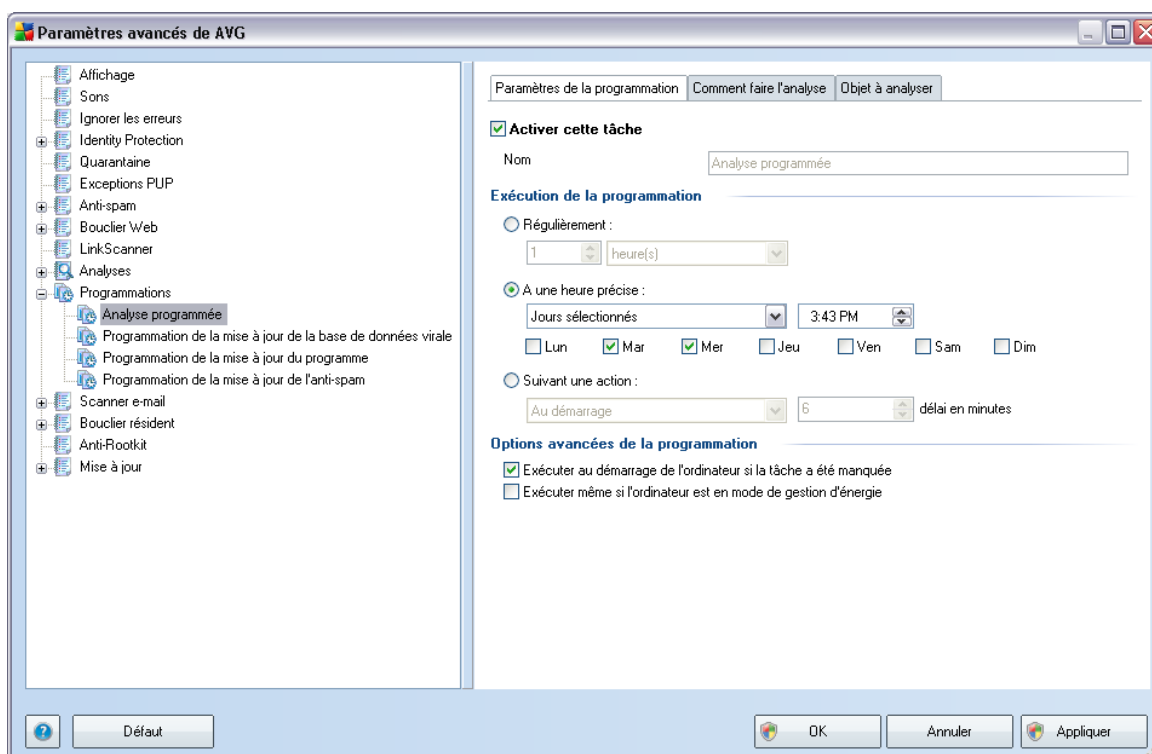 Paramètres avancés de AVG
Affichage
Sons
Ignorer les erreurs
Identity Protection
Quarantaine
Exceptions PUP
Anti-spam
Bouclier Web
LinkScanner
Analyses
Programmations
Analyse programmée
Programmation de la mise à jour de la base de données virale
Programmation de la mise à jour du programme
Programmation de la mise à jour de l'anti-spam
Scanner e-mail
Bouclier résident
Anti-Rootkit
Mise à jour
Paramètres de la programmation Comment faire l'analyse Objet à analyser
Activer cette tâche
Nom Analyse programmée
Exécution de la programmation
Régulièrement :
1 heure(s)
A une heure précise :
Jours sélectionnés 3:43 PM
Lun Mar Mer Jeu Ven Sam Dim
Suivant une action :
Au démarrage 6 délai en minutes
Options avancées de la programmation
Exécuter au démarrage de l'ordinateur si la tâche a été manquée
Exécuter même si l'ordinateur est en mode de gestion d'énergie
? Défaut OK Annuler Appliquer